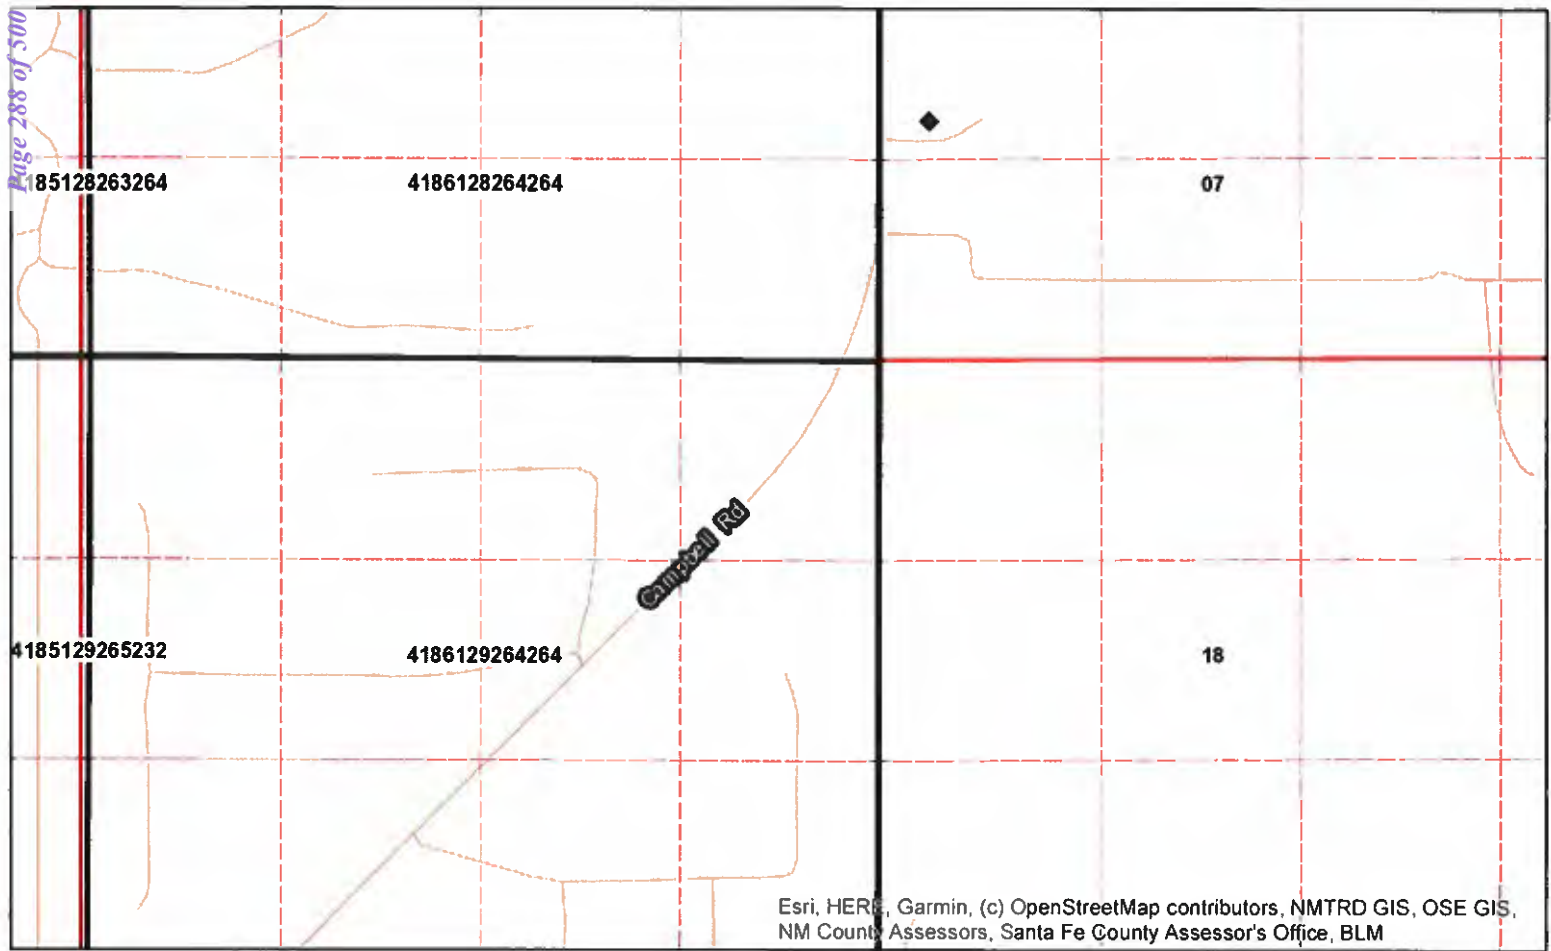 Page 288 of 500
4185128263264
4186128264264
07
Campbell Rd
4185129265232
4186129264264
18
Esri, HERE, Garmin, (c) OpenStreetMap contributors, NMTRD GIS, OSE GIS,
NM County Assessors, Santa Fe County Assessor's Office, BLM